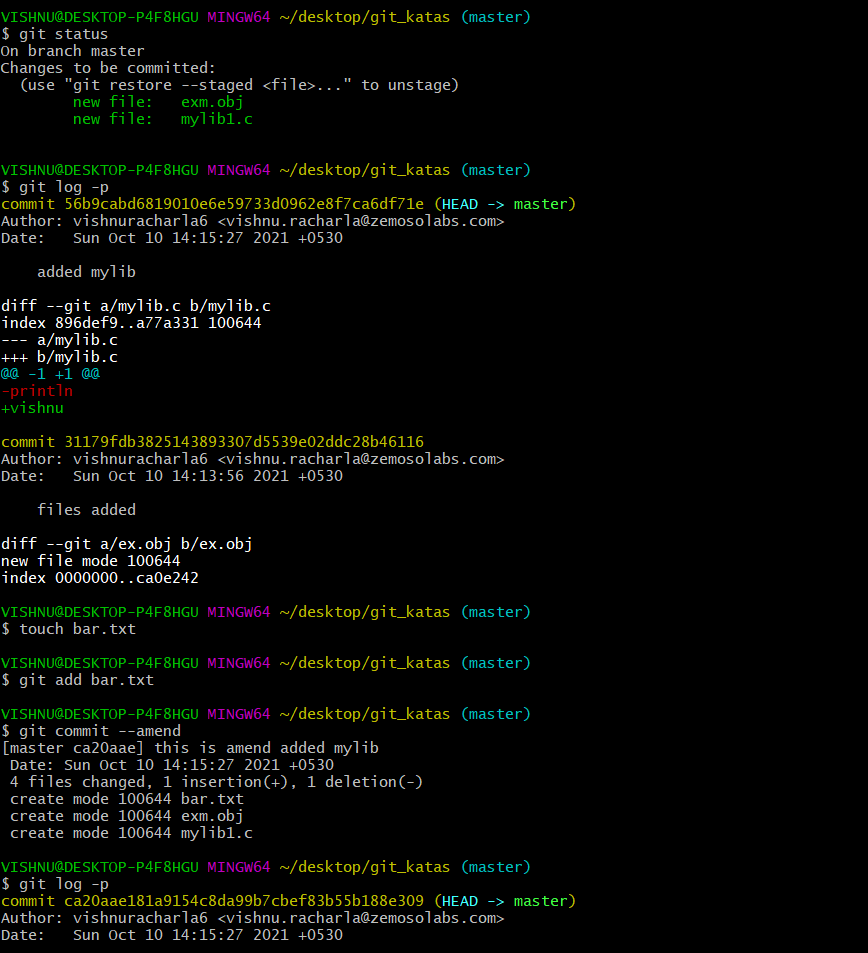 VISHNU@DESKTOP-P4F8HGU MINGW64 ~/desktop/git_katas (master)
$ git status
On branch master
Changes to be committed:
  (use "git restore --staged <file>..." to unstage)
        new file:   exm.obj
        new file:   mylib1.c
VISHNU@DESKTOP-P4F8HGU MINGW64 ~/desktop/git_katas (master)
$ git log -p
commit 56b9cabd6819010e6e59733d0962e8f7ca6df71e (HEAD -> master)
Author: vishnuracharla6 <vishnu.racharla@zemosolabs.com>
Date:   Sun Oct 10 14:15:27 2021 +0530
    added mylib
diff --git a/mylib.c b/mylib.c
index 896def9..a77a331 100644
--- a/mylib.c
+++ b/mylib.c
@@ -1 +1 @@
-println
+vishnu
commit 31179fdb3825143893307d5539e02ddc28b46116
Author: vishnuracharla6 <vishnu.racharla@zemosolabs.com>
Date:   Sun Oct 10 14:13:56 2021 +0530
    files added
diff --git a/ex.obj b/ex.obj
new file mode 100644
index 0000000..ca0e242
VISHNU@DESKTOP-P4F8HGU MINGW64 ~/desktop/git_katas (master)
$ touch bar.txt
VISHNU@DESKTOP-P4F8HGU MINGW64 ~/desktop/git_katas (master)
$ git add bar.txt
VISHNU@DESKTOP-P4F8HGU MINGW64 ~/desktop/git_katas (master)
$ git commit --amend
[master ca20aae] this is amend added mylib
 Date: Sun Oct 10 14:15:27 2021 +0530
 4 files changed, 1 insertion(+), 1 deletion(-)
 create mode 100644 bar.txt
 create mode 100644 exm.obj
 create mode 100644 mylib1.c
VISHNU@DESKTOP-P4F8HGU MINGW64 ~/desktop/git_katas (master)
$ git log -p
commit ca20aae181a9154c8da99b7cbef83b55b188e309 (HEAD -> master)
Author: vishnuracharla6 <vishnu.racharla@zemosolabs.com>
Date:   Sun Oct 10 14:15:27 2021 +0530